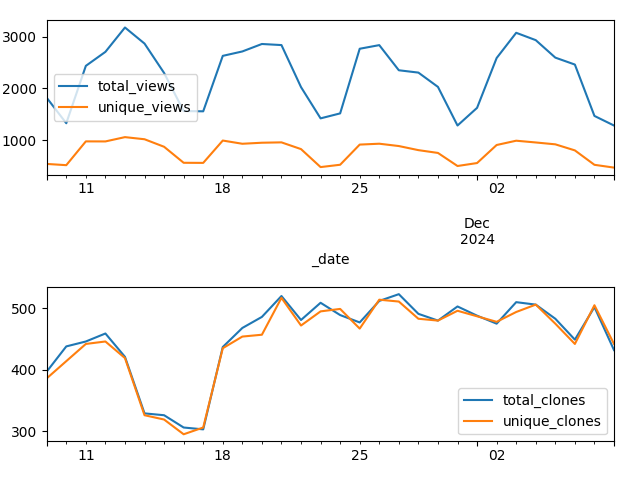 3000
2000
1000
total_views
unique_views
11
18
25
02
Dec
2024
_date
500
400
300
total_clones
unique_clones
11
18
25
02